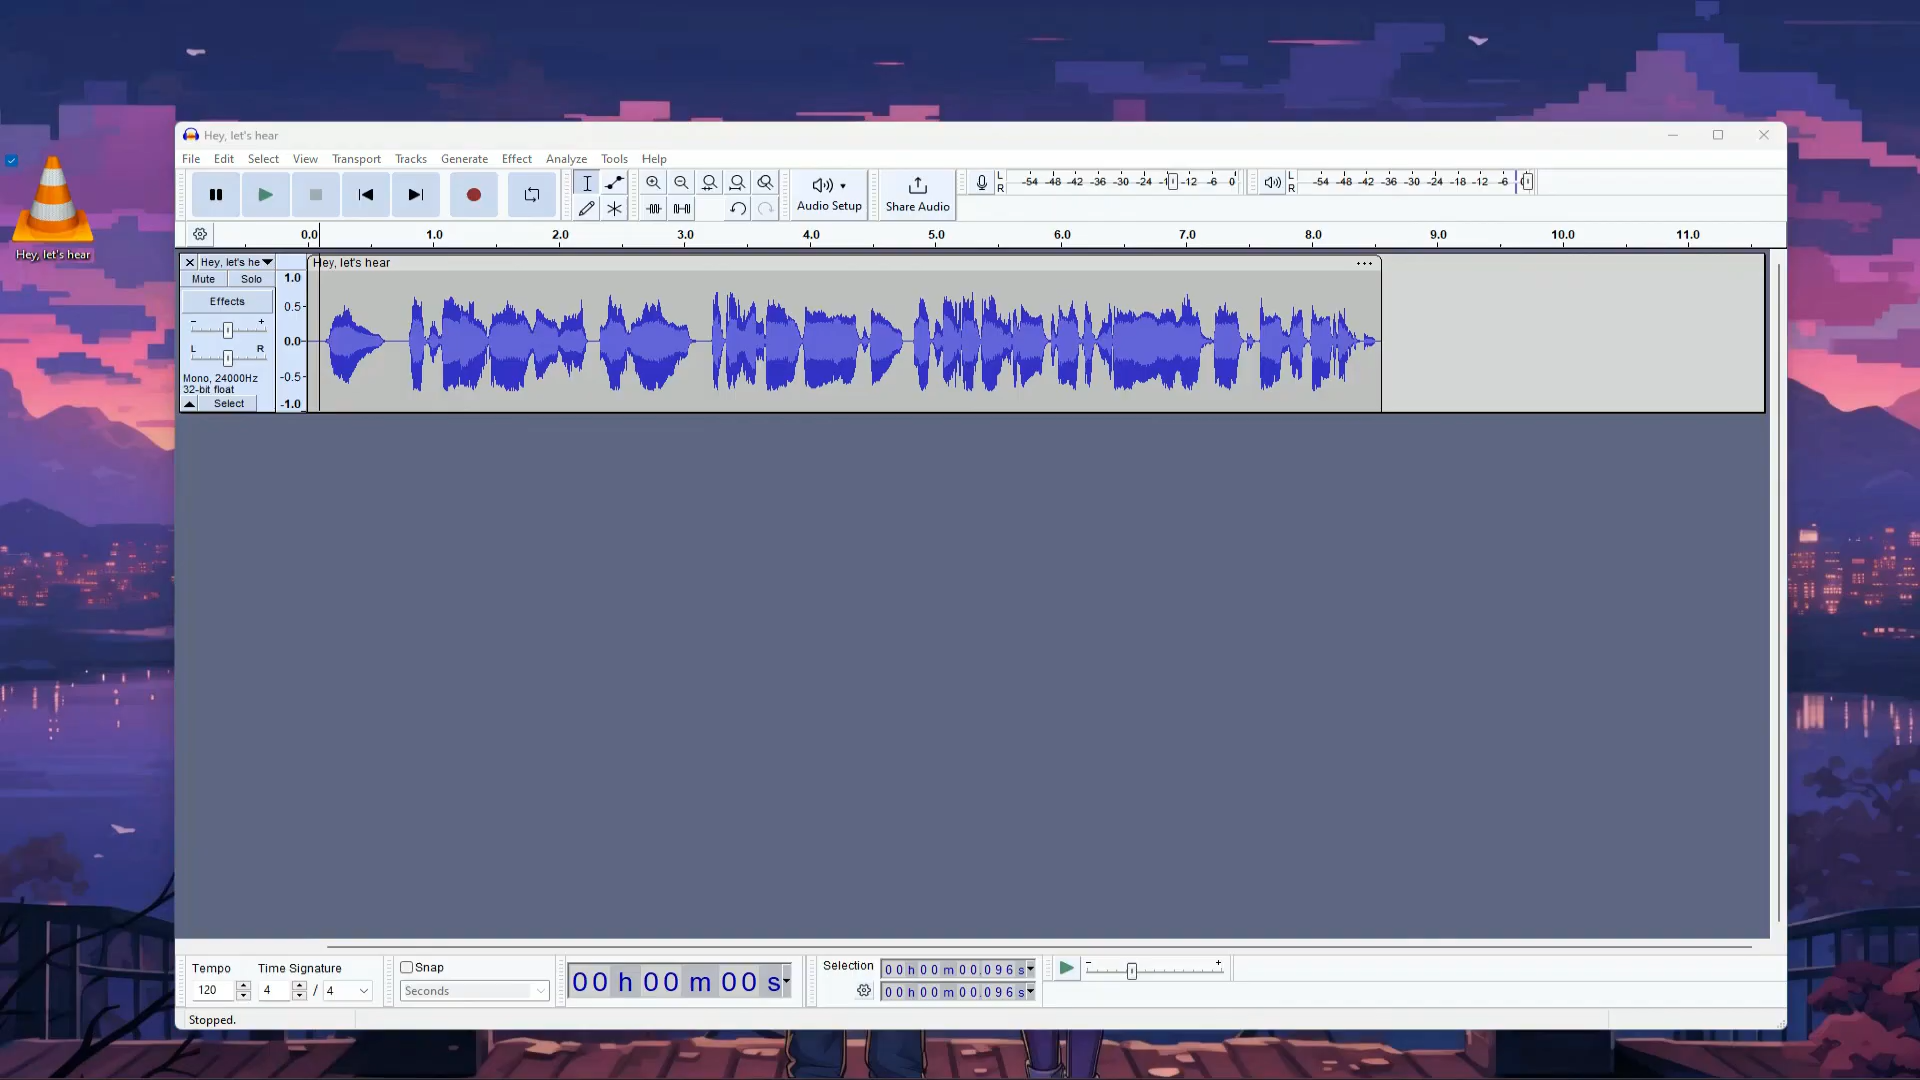 Hey, let's hear
Hey, let's hear
File Edit Select View Transport Tracks Generate Effect Analyze Tools Help
Audio Setup
Share Audio
L
R
-54 -48 -42 -36 -30 -24 -12 -6 0
L
R
-54 -48 -42 -36 -30 -24 -18 -12 -6
0.0 1.0 2.0 3.0 4.0 5.0 6.0 7.0 8.0 9.0 10.0 11.0
Hey, let's he
Mute Solo
Effects
- +
L R
Mono, 24000Hz
32-bit float
Select
1.0
0.5
0.0
-0.5
-1.0
Hey, let's hear
...
Tempo
120
Time Signature
4 / 4
Snap
Seconds
00 h 00 m 00 s
Selection
00 h 00 m 00.096 s
00 h 00 m 00.096 s
- +
Stopped.